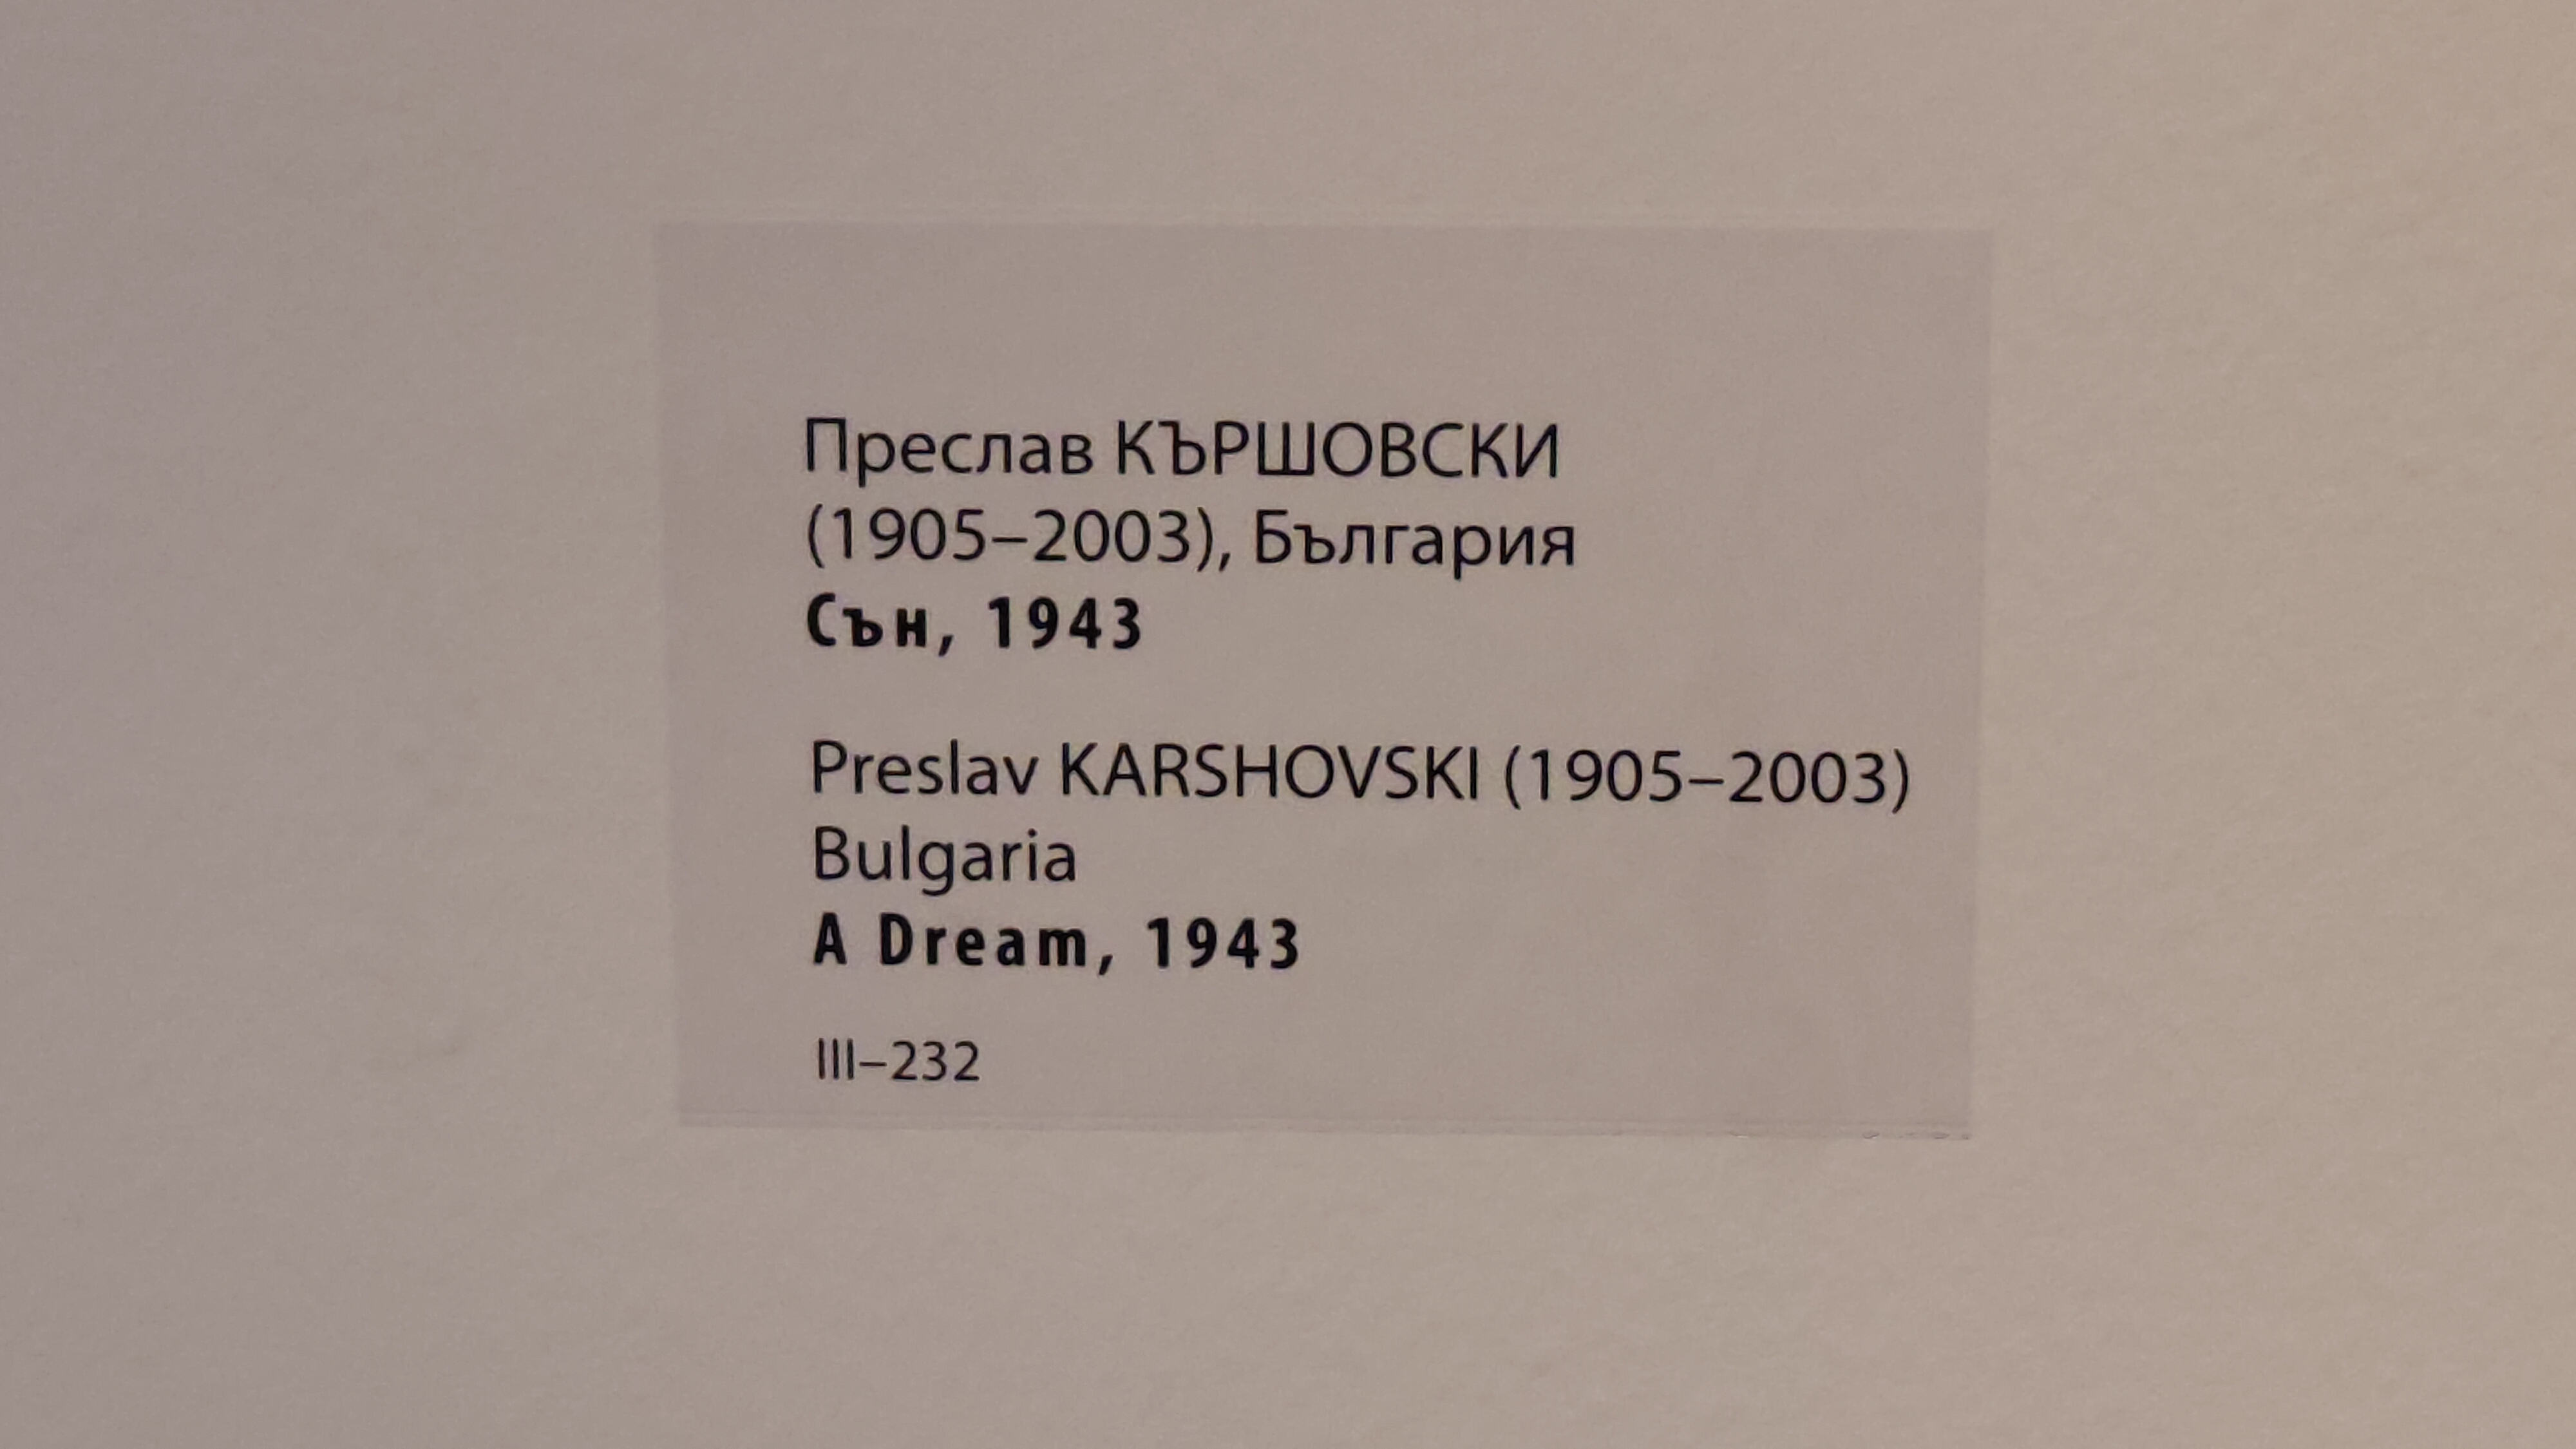 Преслав КЪРШОВСКИ
(1905–2003), България
Сън, 1943
Preslav KARSHOVSKI (1905–2003)
Bulgaria
A Dream, 1943
III–232